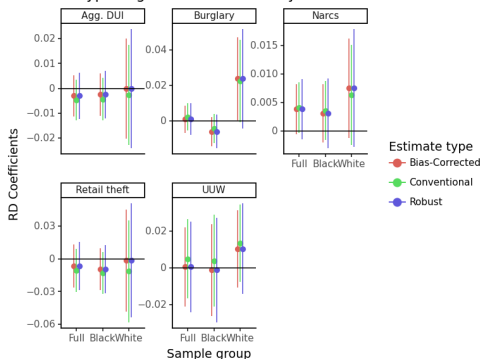 Agg. DUI
Burglary
Narcs
0.02
0.01
0.00
−0.01
−0.02
0.04
0.02
0
0.015
0.010
0.005
0
Full
Black
White
RD Coefficients
Estimate type
Bias-Corrected
Conventional
Robust
Retail theft
UUW
0.03
0
−0.03
−0.06
0.02
0
−0.02
Full
Black
White
Full
Black
White
Sample group